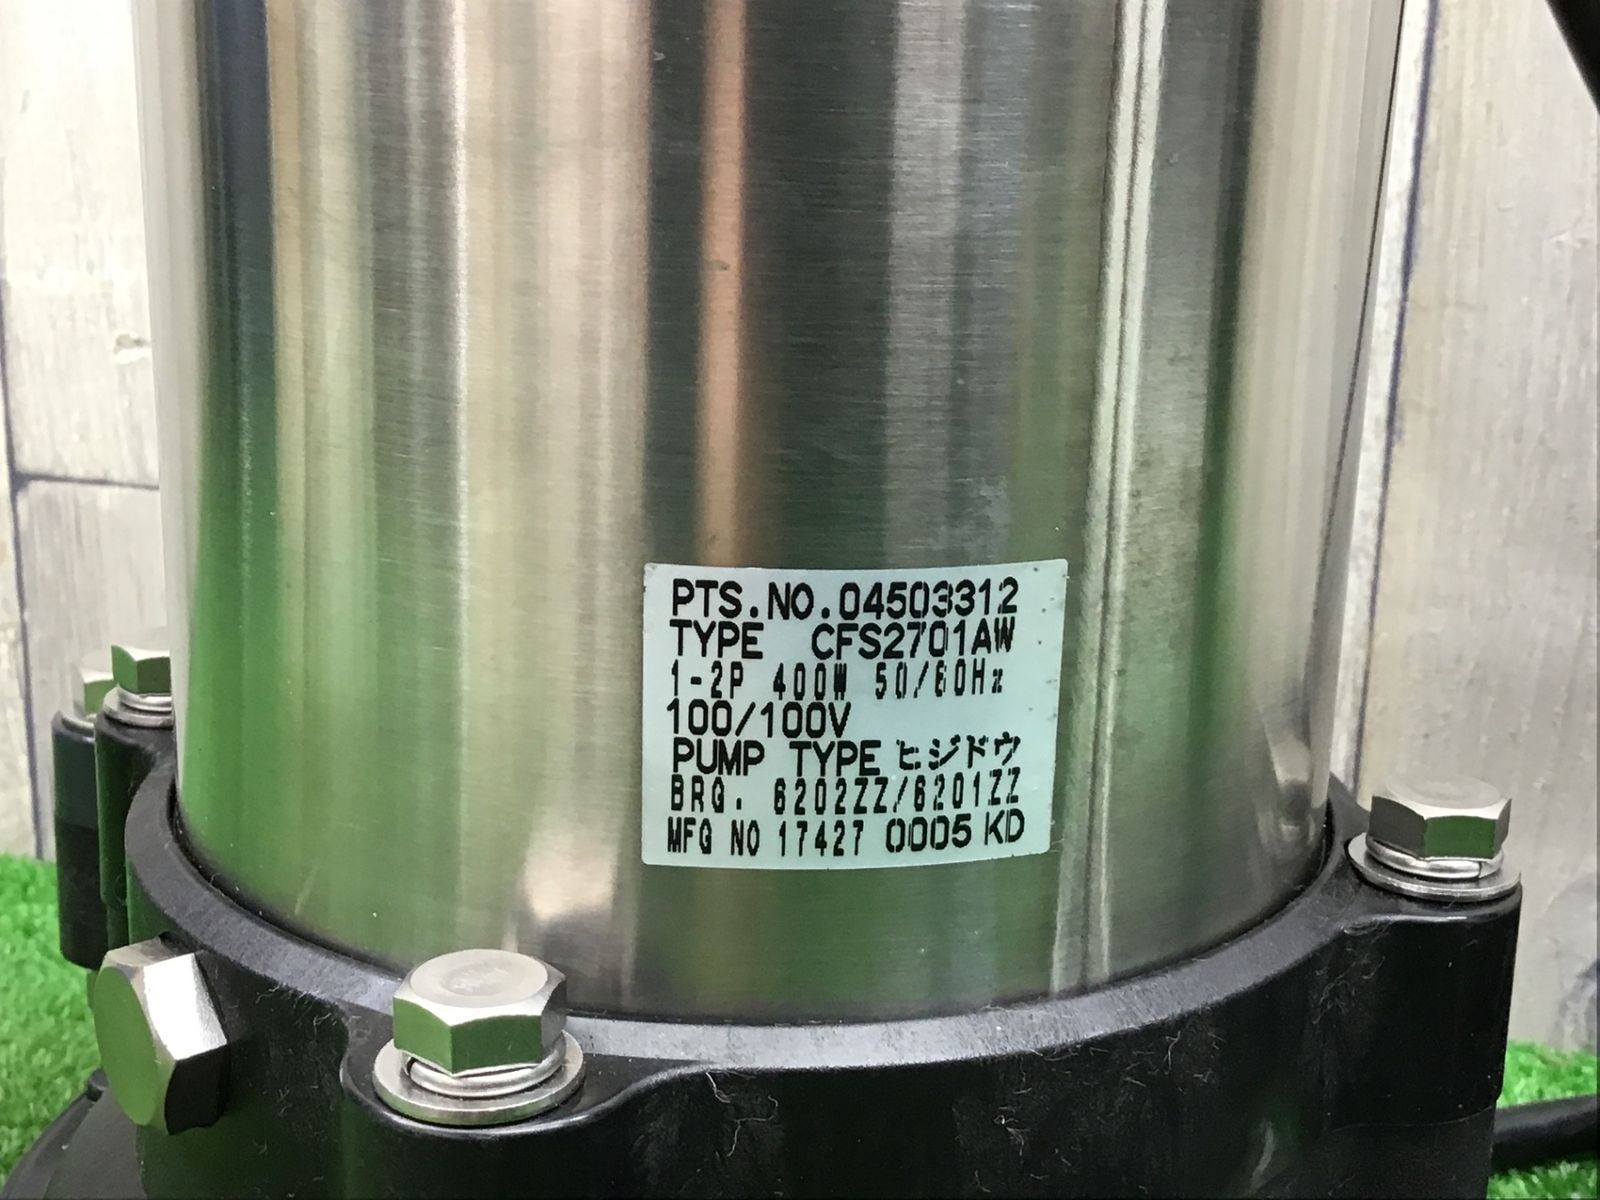 PTS.NO.04503312
TYPE CFS2701AW
1-2P 400W 50/60Hz
100/100V
PUMP TYPE ヒジドウ
BRG. 6202ZZ/6201ZZ
MFG NO 17427 0005 KD